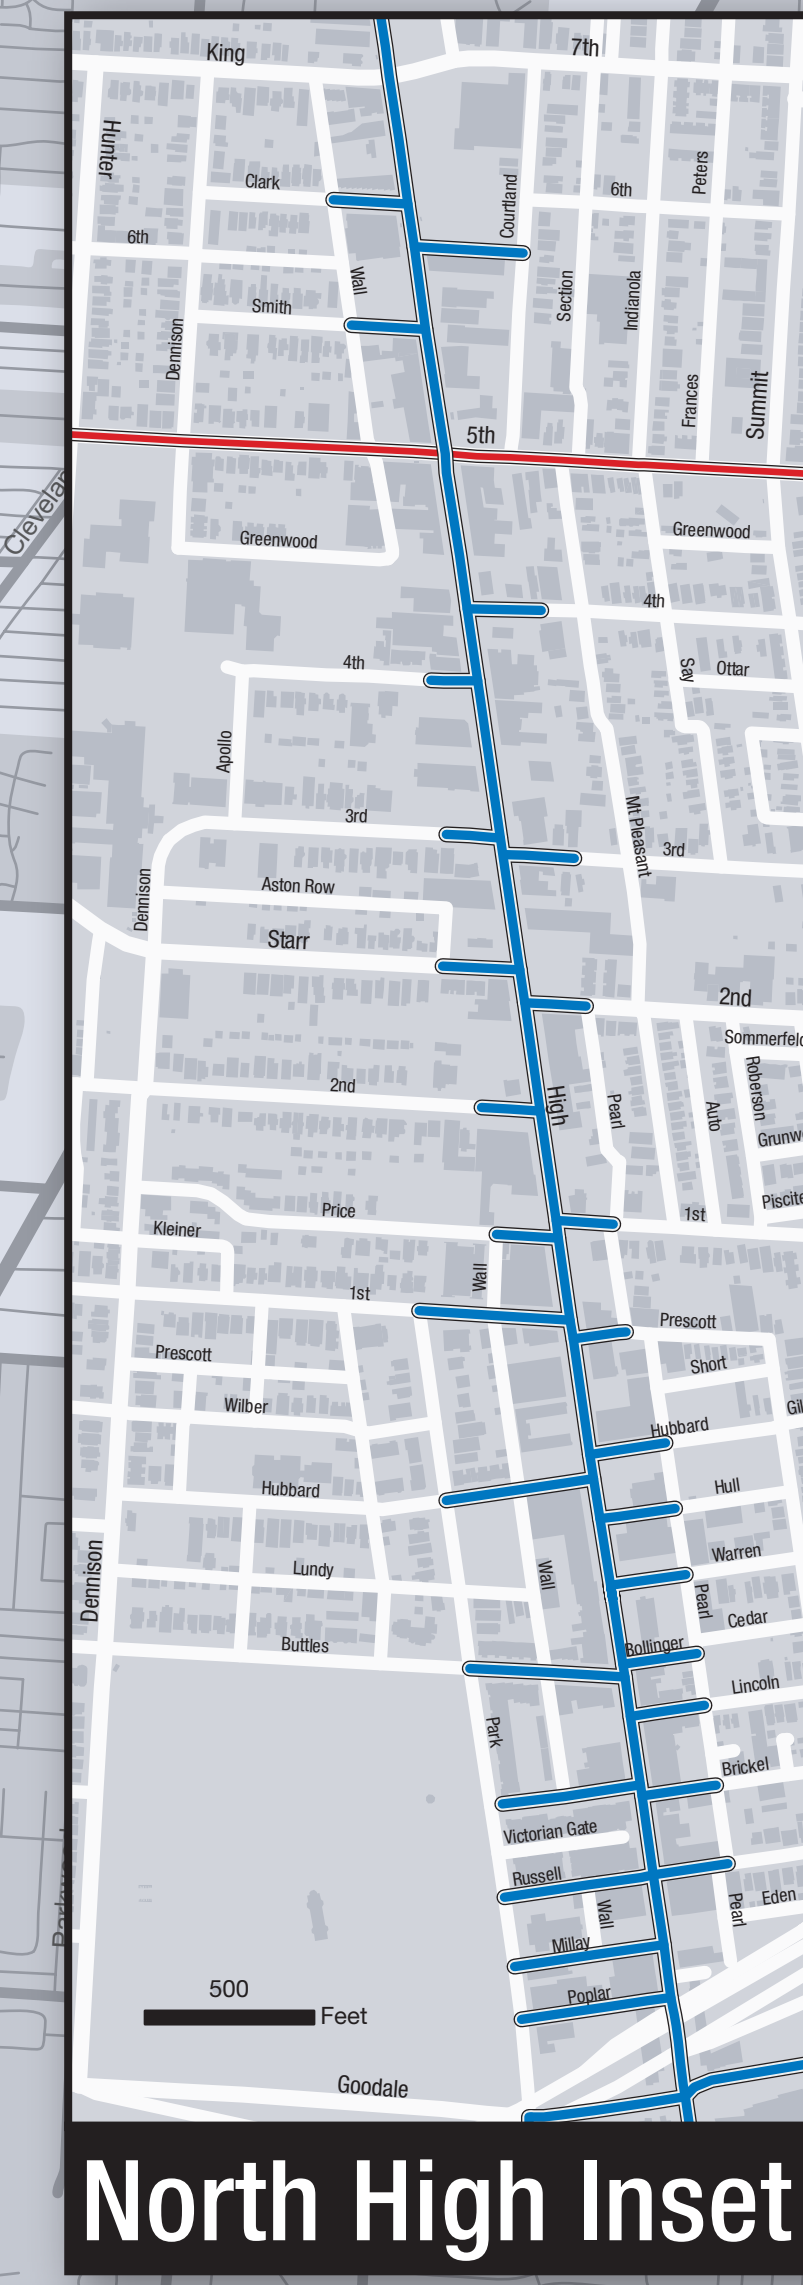 King
7th
Hunter
Clark
Courtland
6th
Peters
6th
Wall
Section
Indianola
Smith
Dennison
Frances
Summit
5th
Greenwood
Greenwood
4th
4th
Say
Ottar
Apollo
3rd
Mt Pleasant
3rd
Dennison
Aston Row
Starr
2nd
Sommerfeld
Roberson
2nd
High
Pearl
Auto
Grunw
Piscite
Price
1st
Kleiner
Wall
1st
Prescott
Prescott
Short
Wilber
Gil
Hubbard
Hubbard
Hull
Dennison
Lundy
Wall
Warren
Pearl
Cedar
Buttles
Bollinger
Lincoln
Park
Brickel
Victorian Gate
Russell
Wall
Pearl
Eden
Millay
Poplar
500
Feet
Goodale
North High Inset
Clevelan